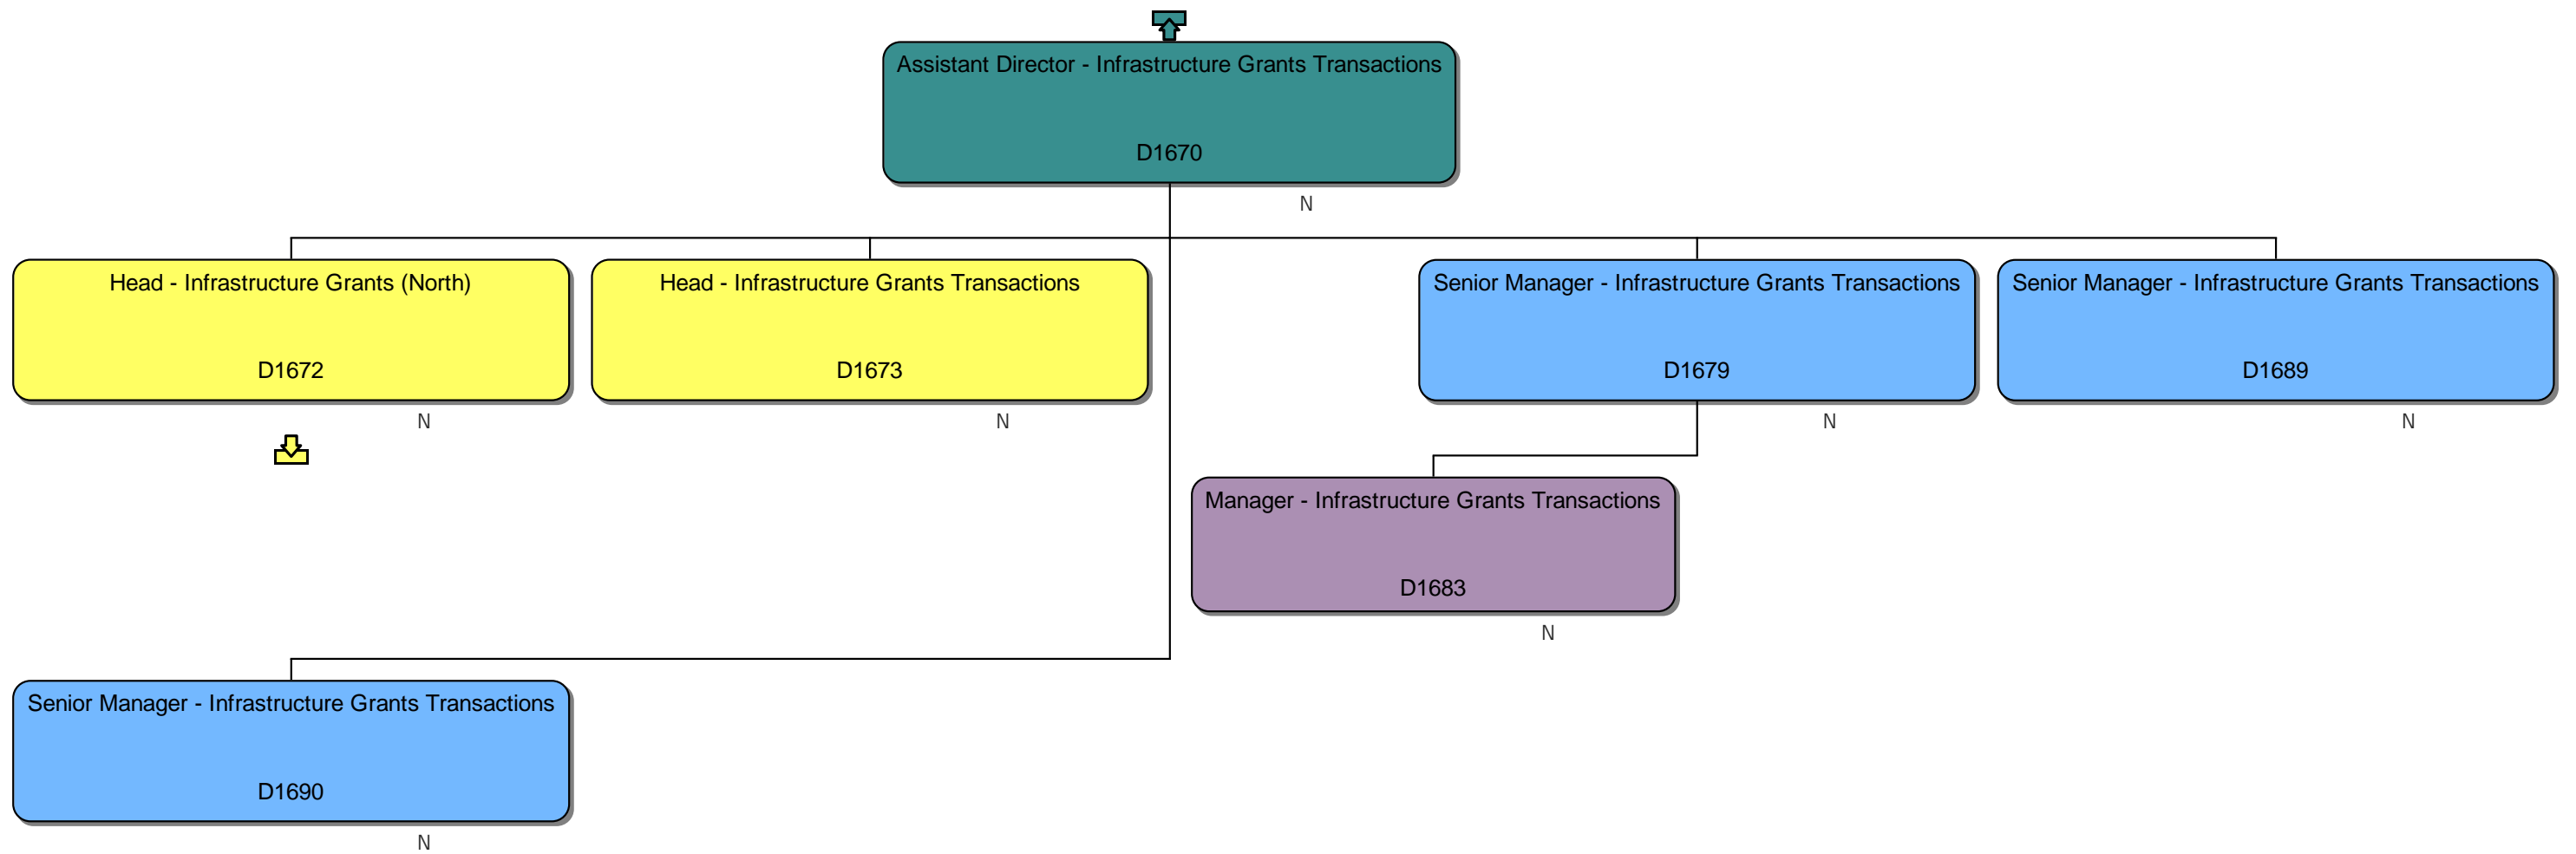 Assistant Director - Infrastructure Grants Transactions
D1670
N
Head - Infrastructure Grants (North)
D1672
N
Head - Infrastructure Grants Transactions
D1673
N
Senior Manager - Infrastructure Grants Transactions
D1679
N
Senior Manager - Infrastructure Grants Transactions
D1689
N
Manager - Infrastructure Grants Transactions
D1683
N
Senior Manager - Infrastructure Grants Transactions
D1690
N